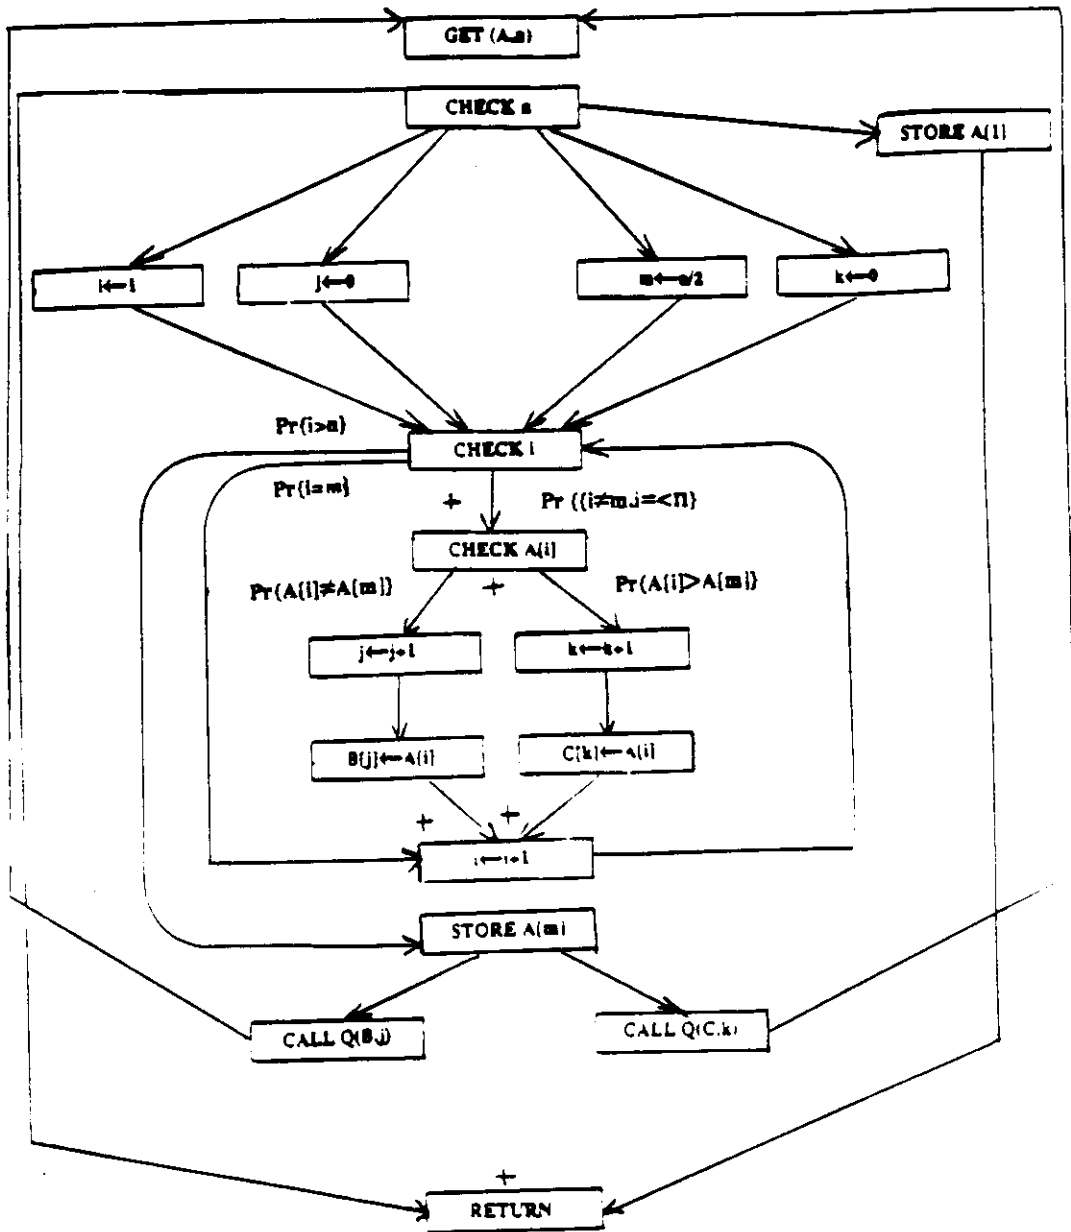 GET (A,n)
CHECK n
STORE A[1]
i←1
j←0
m←n/2
k←0
Pr{i>n}
CHECK i
Pr{i=m}
+
Pr {(i≠m,i=<n}
CHECK A[i]
Pr{A[i]≠A[m]}
+
Pr{A[i]>A[m]}
j←j+1
k←k+1
B[j]←A[i]
C[k]←A[i]
+
+
i←i+1
STORE A[m]
CALL Q(B,j)
CALL Q(C,k)
+
RETURN